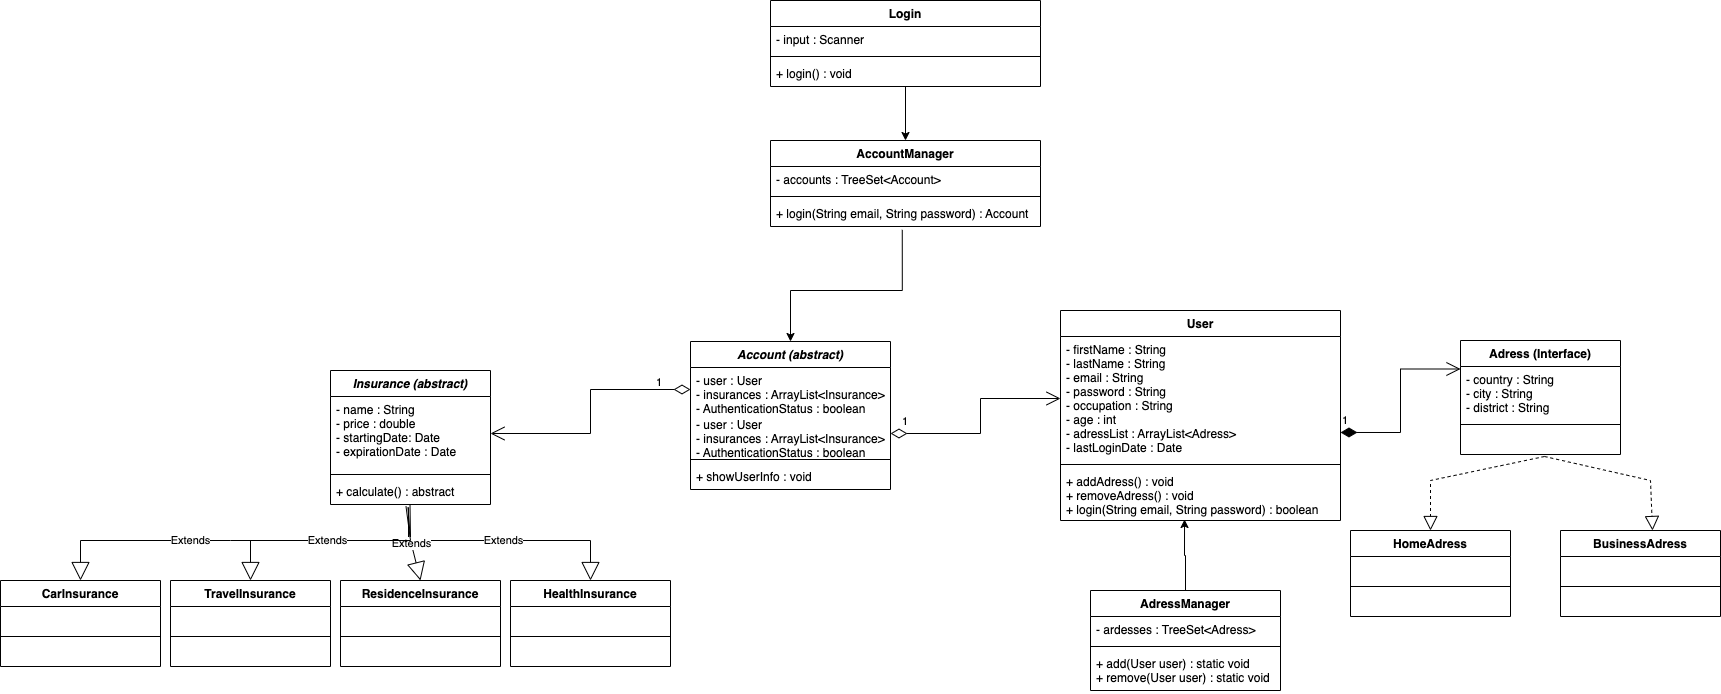 Login
- input : Scanner
+ login() : void
AccountManager
- accounts : TreeSet<Account>
+ login(String email, String password) : Account
Account (abstract)
- user : User
- insurances : ArrayList<Insurance>
- AuthenticationStatus : boolean
- user : User
- insurances : ArrayList<Insurance>
- AuthenticationStatus : boolean
+ showUserInfo : void
1
1
Insurance (abstract)
- name : String
- price : double
- startingDate: Date
- expirationDate : Date
+ calculate() : abstract
Extends
Extends
Extends
Extends
CarInsurance
TravelInsurance
ResidenceInsurance
HealthInsurance
User
- firstName : String
- lastName : String
- email : String
- password : String
- occupation : String
- age : int
- adressList : ArrayList<Adress>
- lastLoginDate : Date
+ addAdress() : void
+ removeAdress() : void
+ login(String email, String password) : boolean
1
Adress (Interface)
- country : String
- city : String
- district : String
HomeAdress
BusinessAdress
AdressManager
- ardesses : TreeSet<Adress>
+ add(User user) : static void
+ remove(User user) : static void